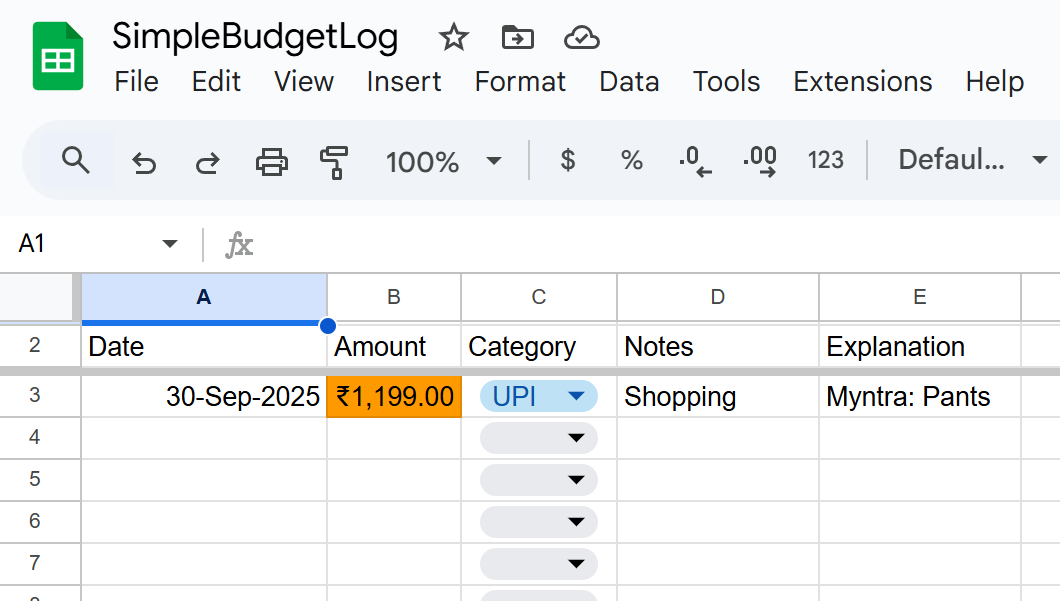 SimpleBudgetLog
File Edit View Insert Format Data Tools Extensions Help
100% $ % .0 .00 123 Defaul...
A1 fx
A B C D E
2 Date Amount Category Notes Explanation
3 30-Sep-2025 ₹1,199.00 UPI Shopping Myntra: Pants
4
5
6
7